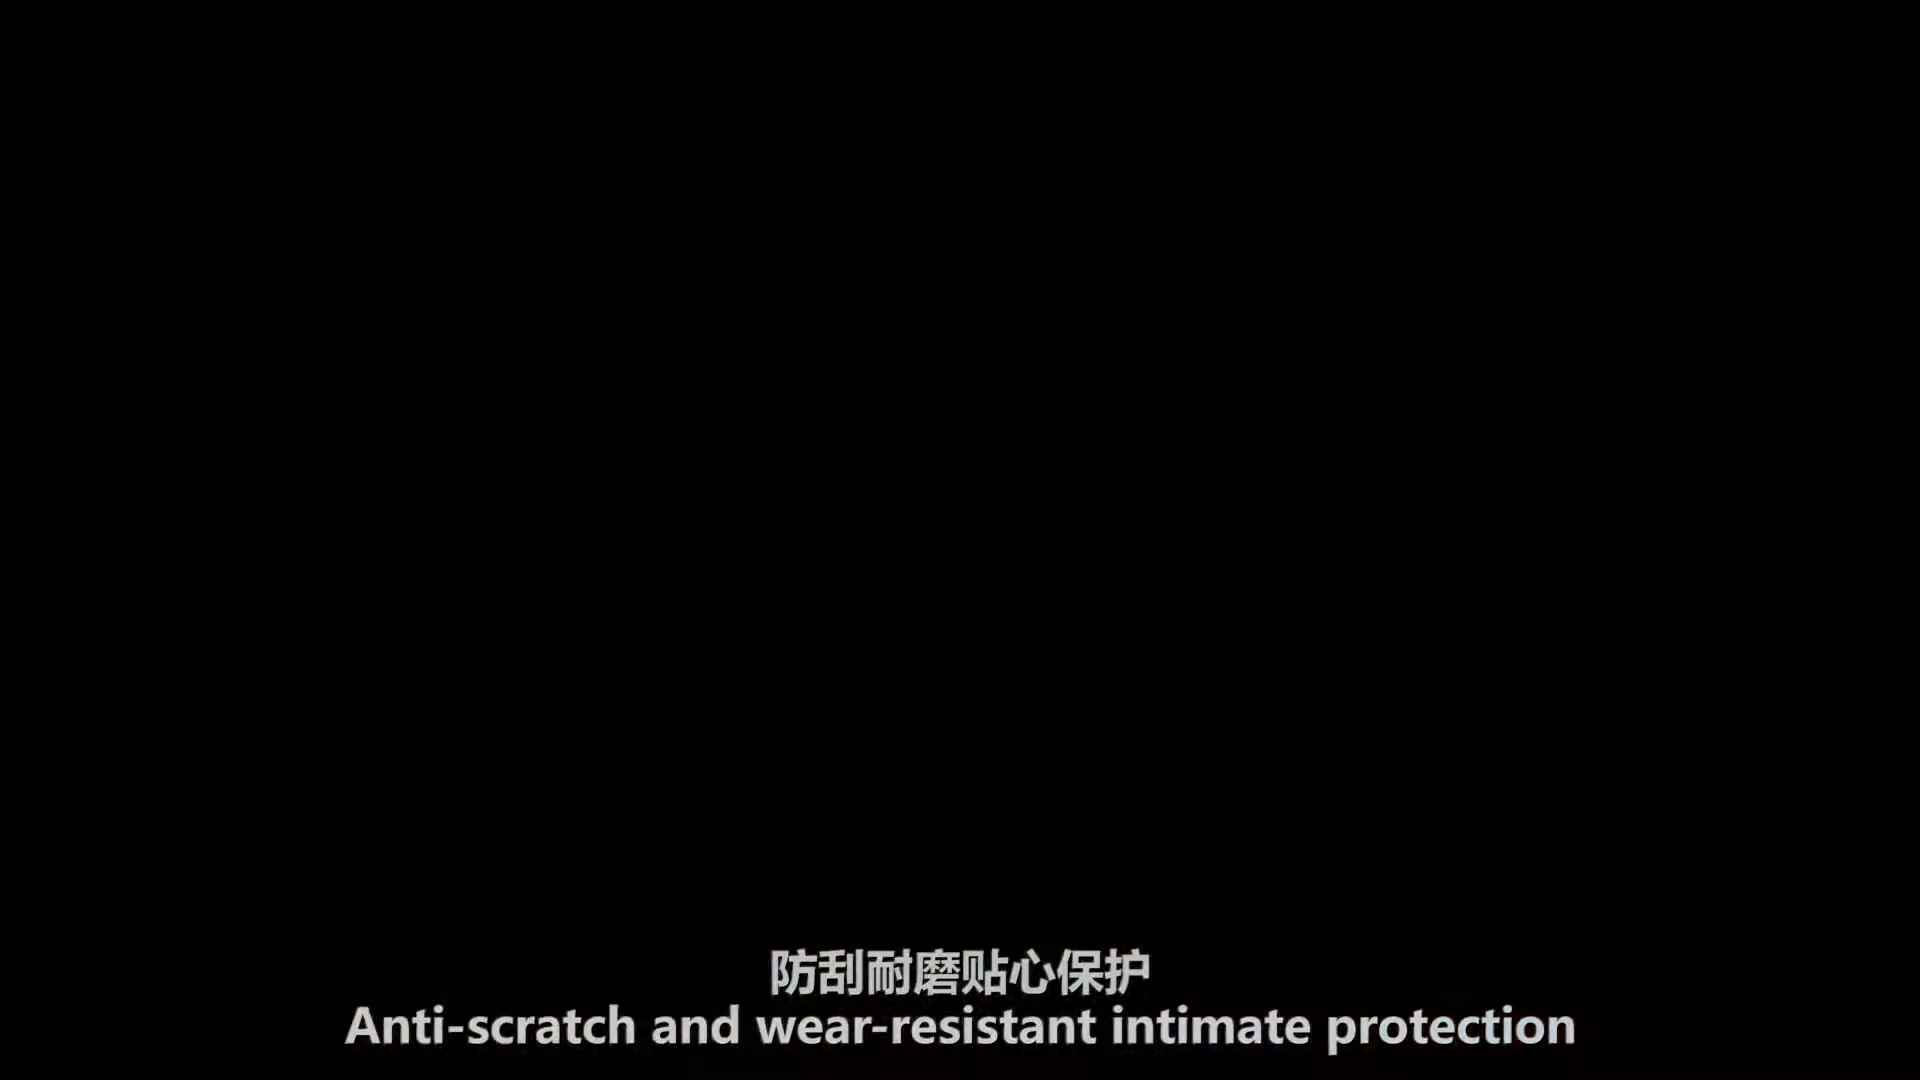 防刮耐磨贴心保护
Anti-scratch and wear-resistant intimate protection